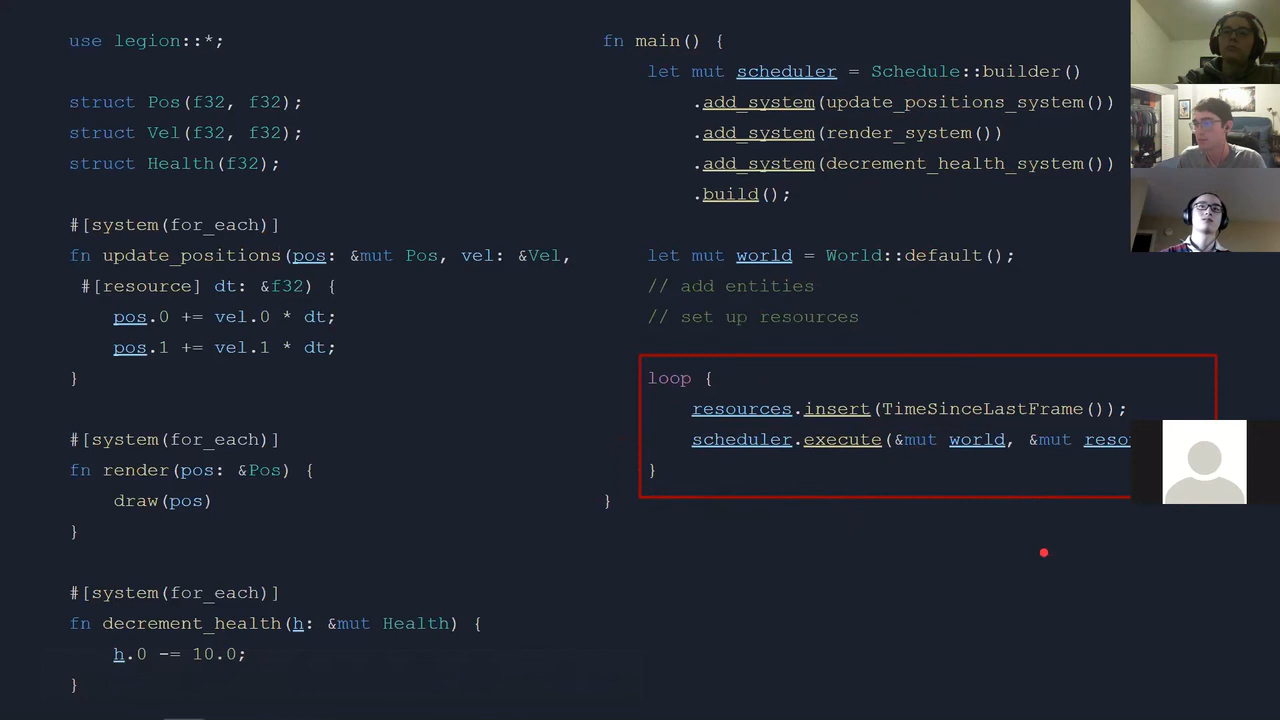 use legion::*;
struct Pos(f32, f32);
struct Vel(f32, f32);
struct Health(f32);
#[system(for_each)]
fn update_positions(pos: &mut Pos, vel: &Vel,
#[resource] dt: &f32) {
pos.0 += vel.0 * dt;
pos.1 += vel.1 * dt;
}
#[system(for_each)]
fn render(pos: &Pos) {
draw(pos)
}
#[system(for_each)]
fn decrement_health(h: &mut Health) {
h.0 -= 10.0;
}
fn main() {
let mut scheduler = Schedule::builder()
.add_system(update_positions_system())
.add_system(render_system())
.add_system(decrement_health_system())
.build();
let mut world = World::default();
// add entities
// set up resources
loop {
resources.insert(TimeSinceLastFrame());
scheduler.execute(&mut world, &mut
}
}